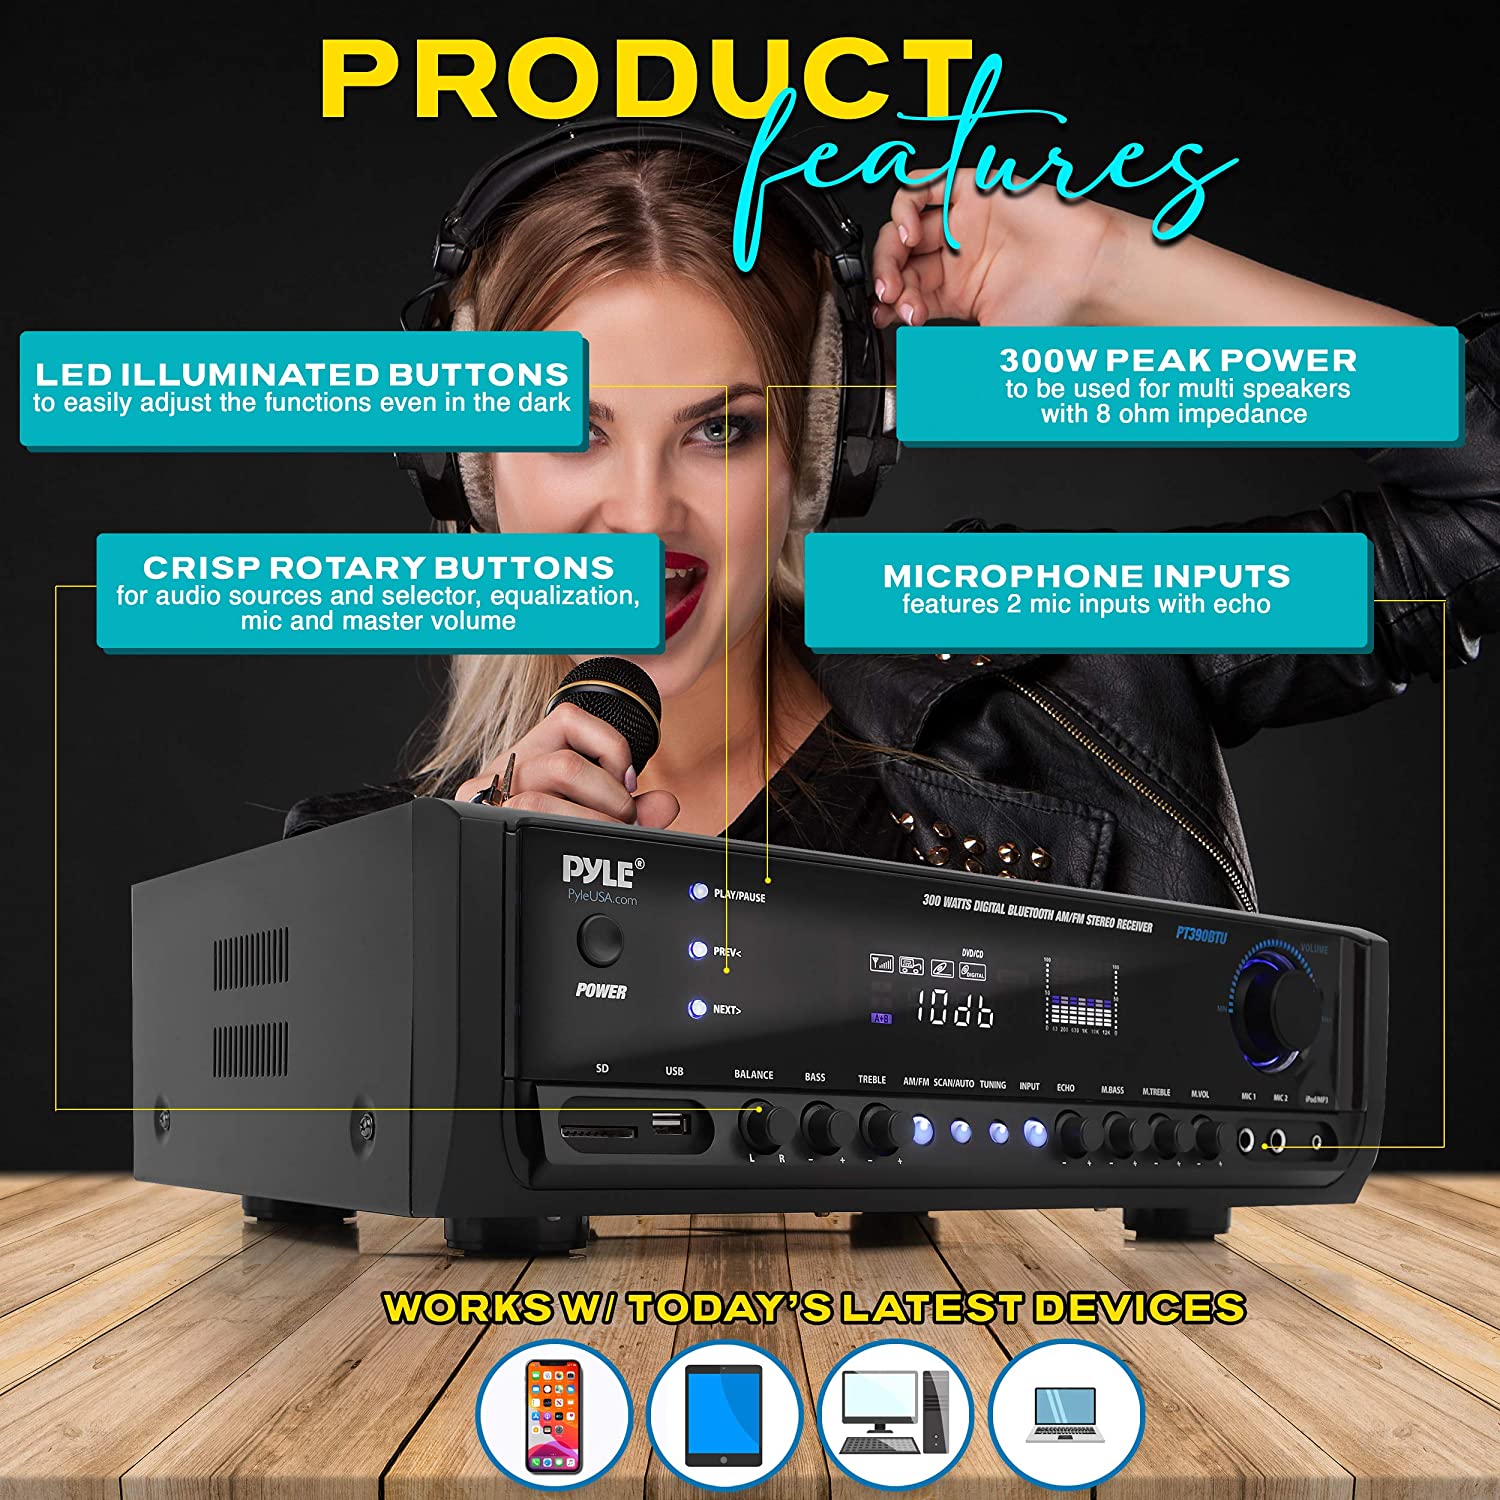 PRODUCT
features
LED ILLUMINATED BUTTONS
to easily adjust the functions even in the dark
300W PEAK POWER
to be used for multi speakers
with 8 ohm impedance
CRISP ROTARY BUTTONS
for audio sources and selector, equalization,
mic and master volume
MICROPHONE INPUTS
features 2 mic inputs with echo
PYLE®
PyleUSA.com
POWER
PLAY/PAUSE
PREV<
NEXT>
300 WATTS DIGITAL BLUETOOTH AM/FM STEREO RECEIVER
PT390BTU
VOLUME
DVD/CD
DIGITAL
A+B
10db
SD
USB
BALANCE
BASS
TREBLE
AM/FM SCAN/AUTO TUNING INPUT
ECHO
M.BASS
M.TREBLE
M.VOL
MIC 1
MIC 2
iPod/MP3
L R - + - + - + - + - + - +
WORKS W/ TODAY'S LATEST DEVICES